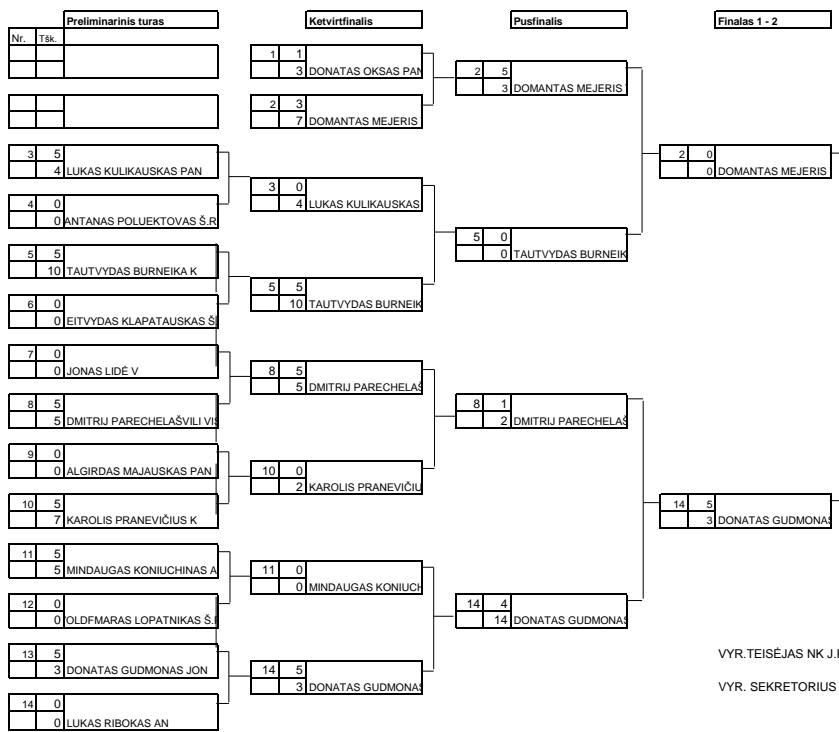 Preliminarinis turas
Ketvirtfinalis
Pusfinalis
Finalas 1 - 2
Nr. Tšk.
1 1
3 DONATAS OKSAS PAN
2 3
7 DOMANTAS MEJERIS
3 5
4 LUKAS KULIKAUSKAS PAN
4 0
0 ANTANAS POLUEKTOVAS Š.R
5 5
10 TAUTVYDAS BURNEIKA K
6 0
0 EITVYDAS KLAPATAUSKAS Š
7 0
0 JONAS LIDĖ V
8 5
5 DMITRIJ PARECHELAŠVILI VIS
9 0
0 ALGIRDAS MAJAUSKAS PAN
10 5
7 KAROLIS PRANEVIČIUS K
11 5
5 MINDAUGAS KONIUCHINAS A
12 0
0 VOLDFMARAS LOPATNIKAS Š.
13 5
3 DONATAS GUDMONAS JON
14 0
0 LUKAS RIBOKAS AN
3 0
4 LUKAS KULIKAUSKAS
5 5
10 TAUTVYDAS BURNEIK
8 5
5 DMITRIJ PARECHELAŠ
10 0
2 KAROLIS PRANEVIČIU
11 0
0 MINDAUGAS KONIUCH
14 5
3 DONATAS GUDMONAS
2 5
3 DOMANTAS MEJERIS
5 0
0 TAUTVYDAS BURNEIK
8 1
2 DMITRIJ PARECHELAŠ
14 4
14 DONATAS GUDMONAS
2 0
0 DOMANTAS MEJERIS
14 5
3 DONATAS GUDMONAS
VYR.TEISĖJAS NK J.
VYR. SEKRETORIUS